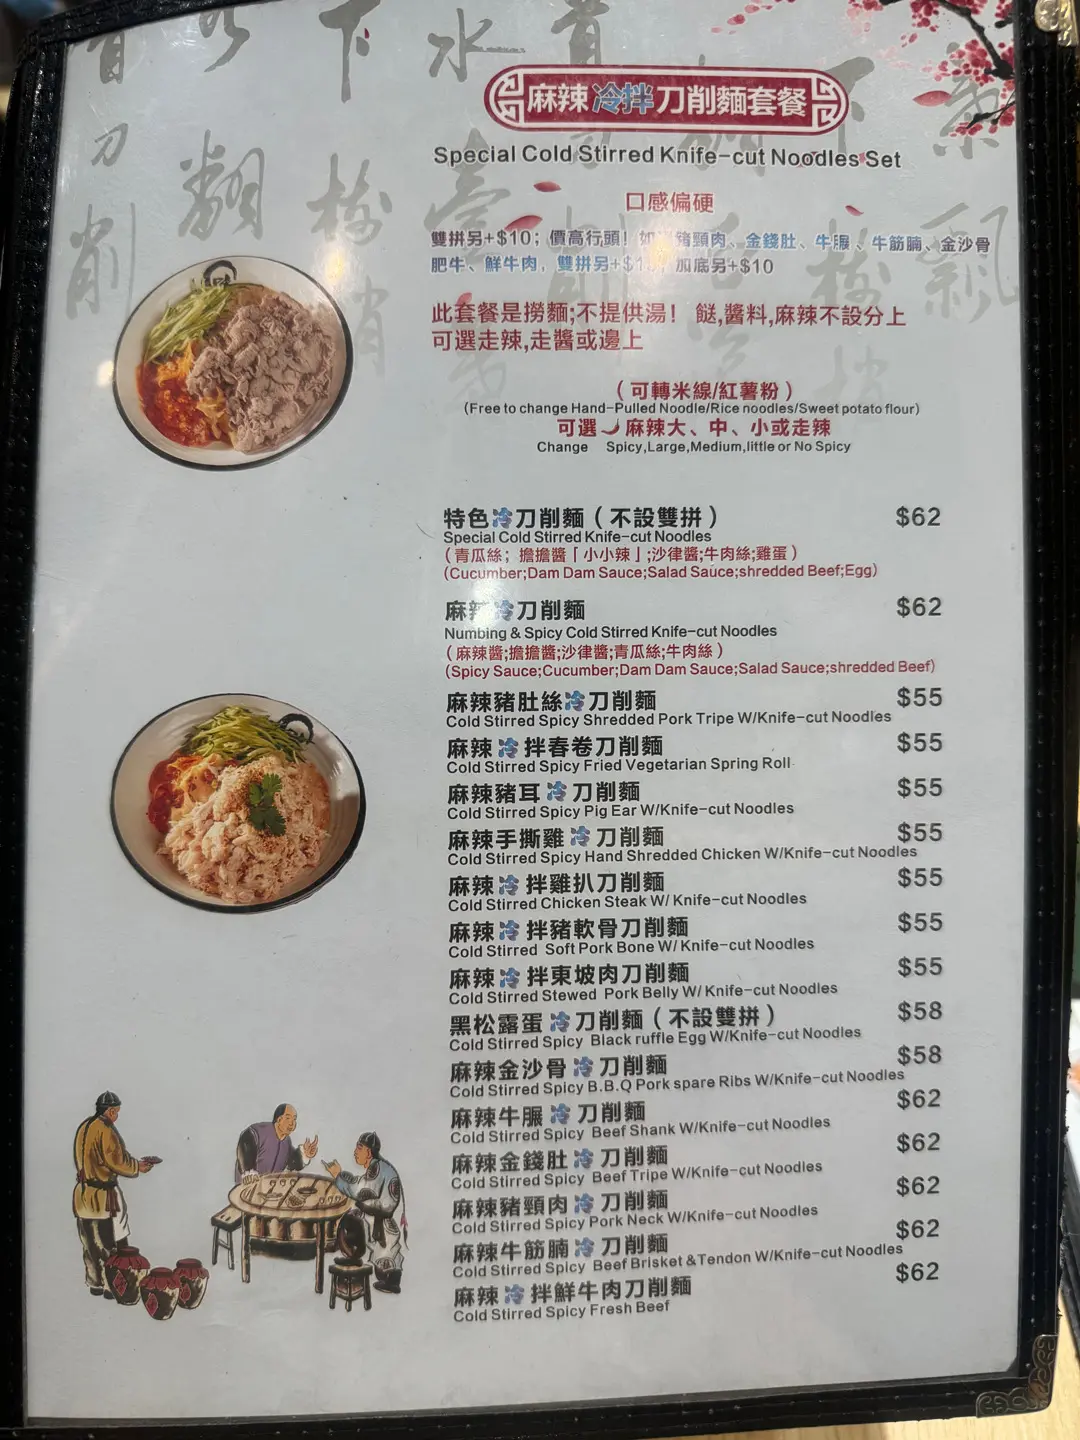 麻辣冷拌刀削麵套餐
Special Cold Stirred Knife-cut Noodles Set
口感偏硬
雙拼另+$10; 價高行頭! 豬頸肉、金錢肚、牛𦟌、牛筋腩、金沙骨
肥牛、鮮牛肉, 雙拼另+$ 加底另+$10
此套餐是撈麵;不提供湯! 餸,醬料,麻辣不設分上
可選走辣,走醬或邊上
(可轉米線/紅薯粉)
(Free to change Hand-Pulled Noodle/Rice noodles/Sweet potato flour)
可選 麻辣大、中、小或走辣
Change Spicy,Large,Medium,little or No Spicy
特色冷刀削麵(不設雙拼) $62
Special Cold Stirred Knife-cut Noodles
(青瓜絲; 擔擔醬「小小辣」;沙律醬;牛肉絲;雞蛋)
(Cucumber;Dam Dam Sauce;Salad Sauce;shredded Beef;Egg)
麻辣冷刀削麵 $62
Numbing & Spicy Cold Stirred Knife-cut Noodles
(麻辣醬;擔擔醬;沙律醬;青瓜絲;牛肉絲)
(Spicy Sauce;Cucumber;Dam Dam Sauce;Salad Sauce;shredded Beef)
麻辣豬肚絲冷刀削麵 $55
Cold Stirred Spicy Shredded Pork Tripe W/Knife-cut Noodles
麻辣冷拌春卷刀削麵 $55
Cold Stirred Spicy Fried Vegetarian Spring Roll
麻辣豬耳冷刀削麵 $55
Cold Stirred Spicy Pig Ear W/Knife-cut Noodles
麻辣手撕雞冷刀削麵 $55
Cold Stirred Spicy Hand Shredded Chicken W/Knife-cut Noodles
麻辣冷拌雞扒刀削麵 $55
Cold Stirred Chicken Steak W/ Knife-cut Noodles
麻辣冷拌豬軟骨刀削麵 $55
Cold Stirred Soft Pork Bone W/ Knife-cut Noodles
麻辣冷拌東坡肉刀削麵 $55
Cold Stirred Stewed Pork Belly W/ Knife-cut Noodles
黑松露蛋冷刀削麵(不設雙拼) $58
Cold Stirred Spicy Black ruffle Egg W/Knife-cut Noodles
麻辣金沙骨冷刀削麵 $58
Cold Stirred Spicy B.B.Q Pork spare Ribs W/Knife-cut Noodles
麻辣牛𦟌冷刀削麵 $62
Cold Stirred Spicy Beef Shank W/Knife-cut Noodles
麻辣金錢肚冷刀削麵 $62
Cold Stirred Spicy Beef Tripe W/Knife-cut Noodles
麻辣豬頸肉冷刀削麵 $62
Cold Stirred Spicy Pork Neck W/Knife-cut Noodles
麻辣牛筋腩冷刀削麵 $62
Cold Stirred Spicy Beef Brisket &Tendon W/Knife-cut Noodles
麻辣冷拌鮮牛肉刀削麵 $62
Cold Stirred Spicy Fresh Beef